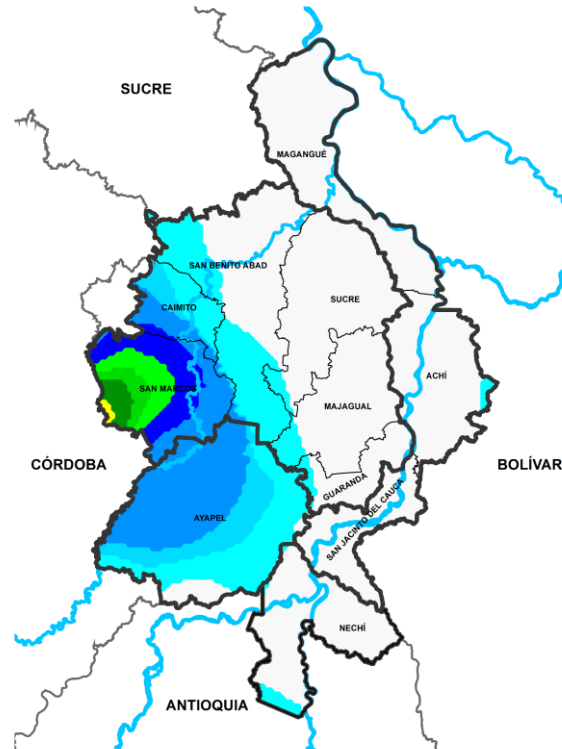 SUCRE
MAGANGUÉ
SAN BENITO ABAD
SUCRE
CAIMITO
ACHÍ
SAN MARCOS
MAJAGUAL
CÓRDOBA
BOLÍVAR
GUARANDA
SAN JACINTO DEL CAUCA
AYAPEL
NECHÍ
ANTIOQUIA